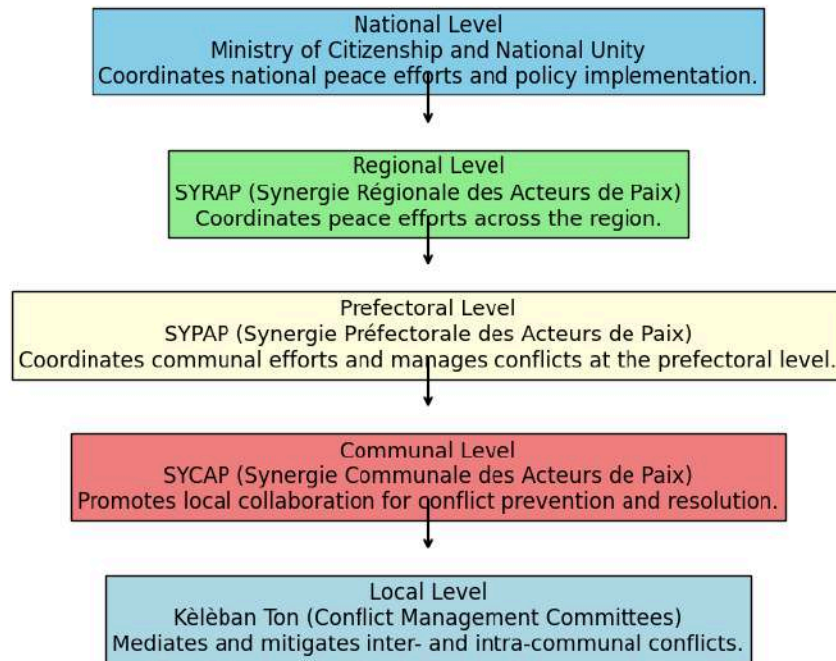 National Level
Ministry of Citizenship and National Unity
Coordinates national peace efforts and policy implementation.
Regional Level
SYRAP (Synergie Régionale des Acteurs de Paix)
Coordinates peace efforts across the region.
Prefectoral Level
SYPAP (Synergie Préfectorale des Acteurs de Paix)
Coordinates communal efforts and manages conflicts at the prefectoral level.
Communal Level
SYCAP (Synergie Communale des Acteurs de Paix)
Promotes local collaboration for conflict prevention and resolution.
Local Level
Kèlèban Ton (Conflict Management Committees)
Mediates and mitigates inter- and intra-communal conflicts.